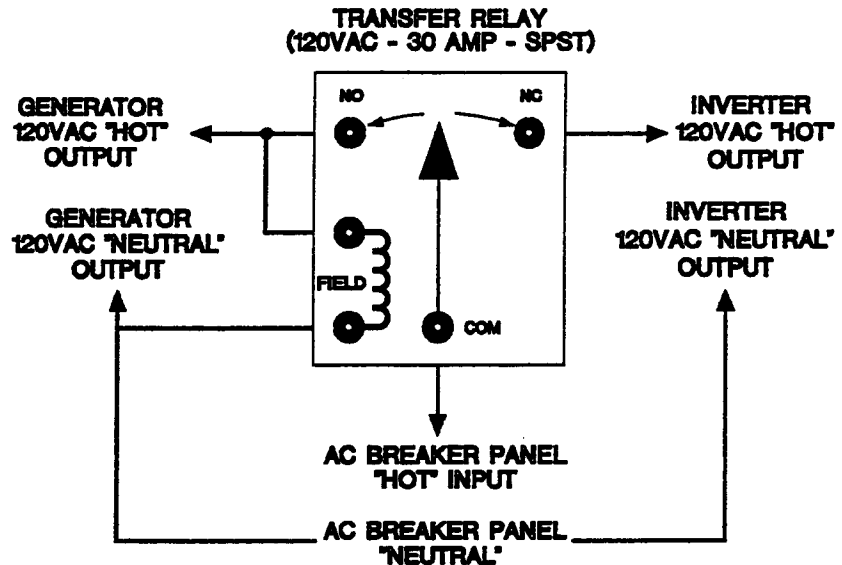 TRANSFER RELAY
(120VAC - 30 AMP - SPST)
NO
NC
GENERATOR
120VAC "HOT"
OUTPUT
INVERTER
120VAC "HOT"
OUTPUT
GENERATOR
120VAC "NEUTRAL"
OUTPUT
INVERTER
120VAC "NEUTRAL"
OUTPUT
FIELD
COM
AC BREAKER PANEL
"HOT" INPUT
AC BREAKER PANEL
"NEUTRAL"